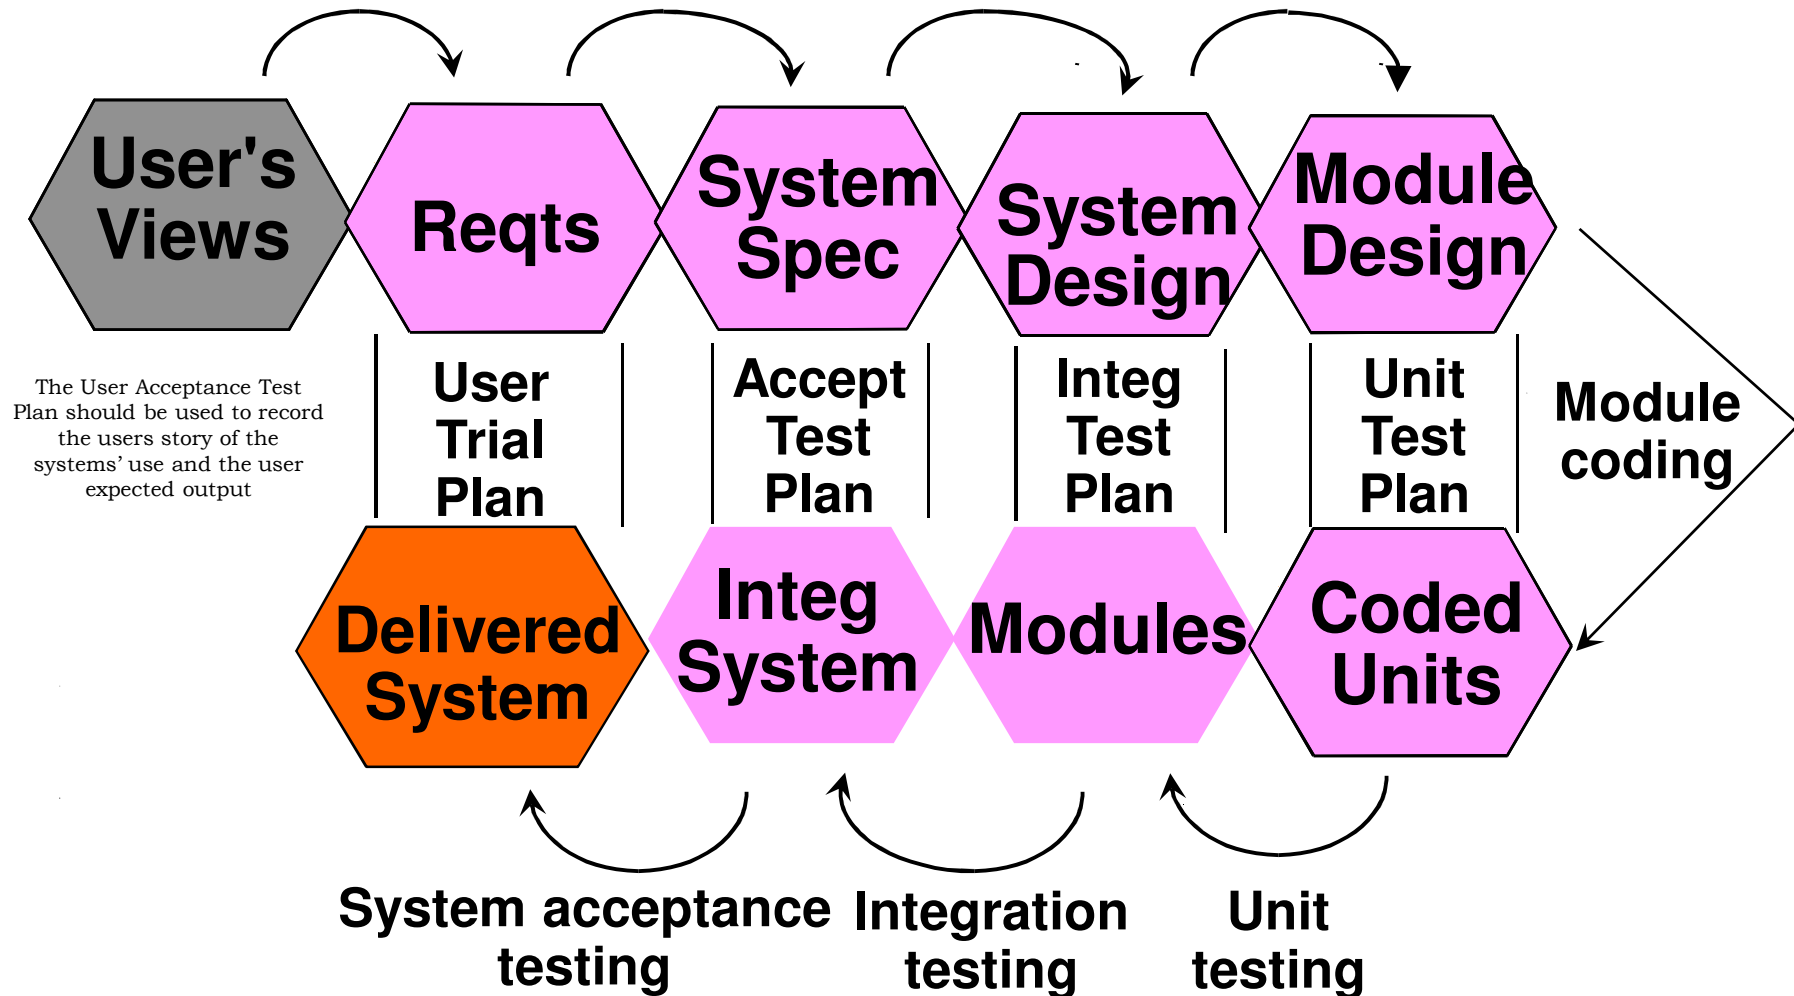 User's
Views
Reqts
System
Spec
System
Design
Module
Design
The User Acceptance Test
Plan should be used to record
the users story of the
systems’ use and the user
expected output
User
Trial
Plan
Accept
Test
Plan
Integ
Test
Plan
Unit
Test
Plan
Module
coding
Delivered
System
Integ
System
Modules
Coded
Units
System acceptance
testing
Integration
testing
Unit
testing